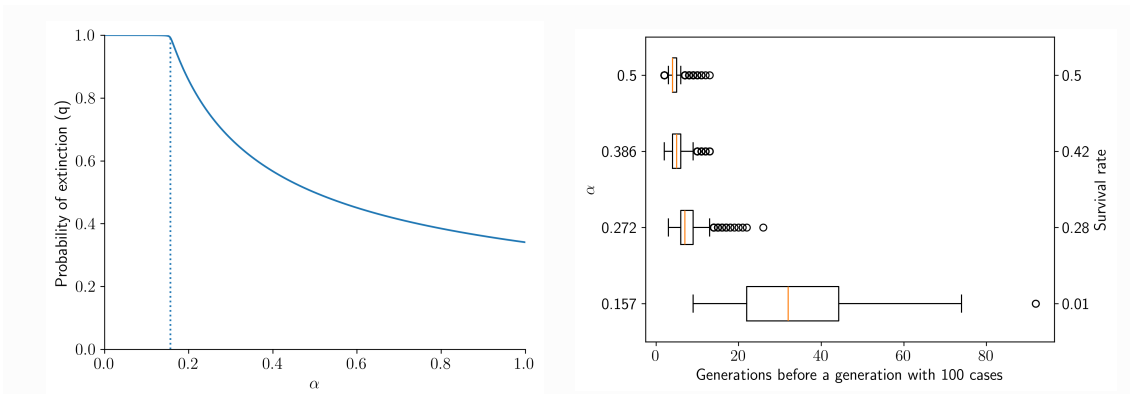 Probability of extinction (q)
1.0
0.8
0.6
0.4
0.2
0.0
0.0 0.2 0.4 0.6 0.8 1.0
α
α
0.5
0.386
0.272
0.157
0 20 40 60 80
Generations before a generation with 100 cases
0.5
0.42
0.28
0.01
Survival rate